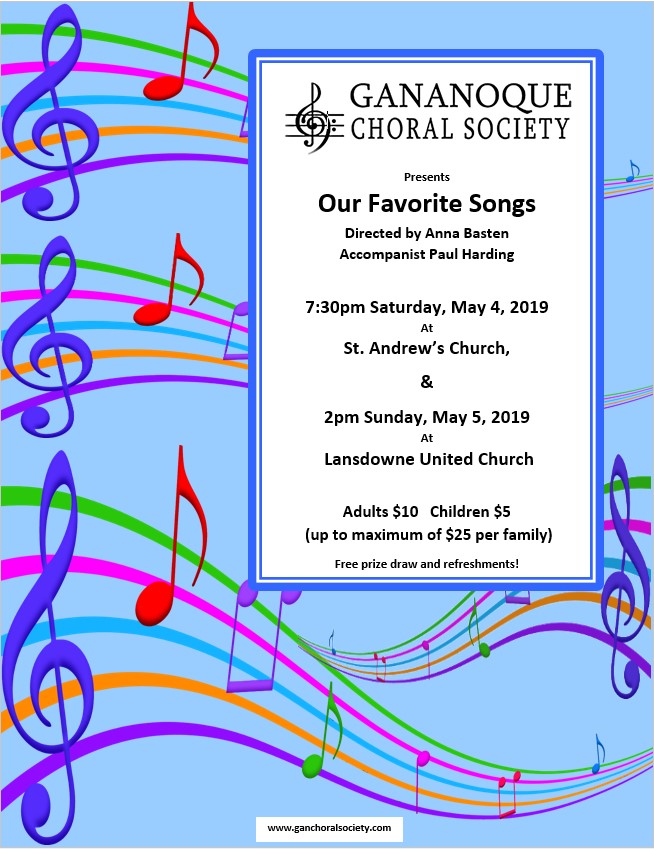 GANANOQUE
CHORAL SOCIETY
Presents
Our Favorite Songs
Directed by Anna Basten
Accompanist Paul Harding
7:30pm Saturday, May 4, 2019
At
St. Andrew’s Church,
&
2pm Sunday, May 5, 2019
At
Lansdowne United Church
Adults $10   Children $5
(up to maximum of $25 per family)
Free prize draw and refreshments!
www.ganchoralsociety.com